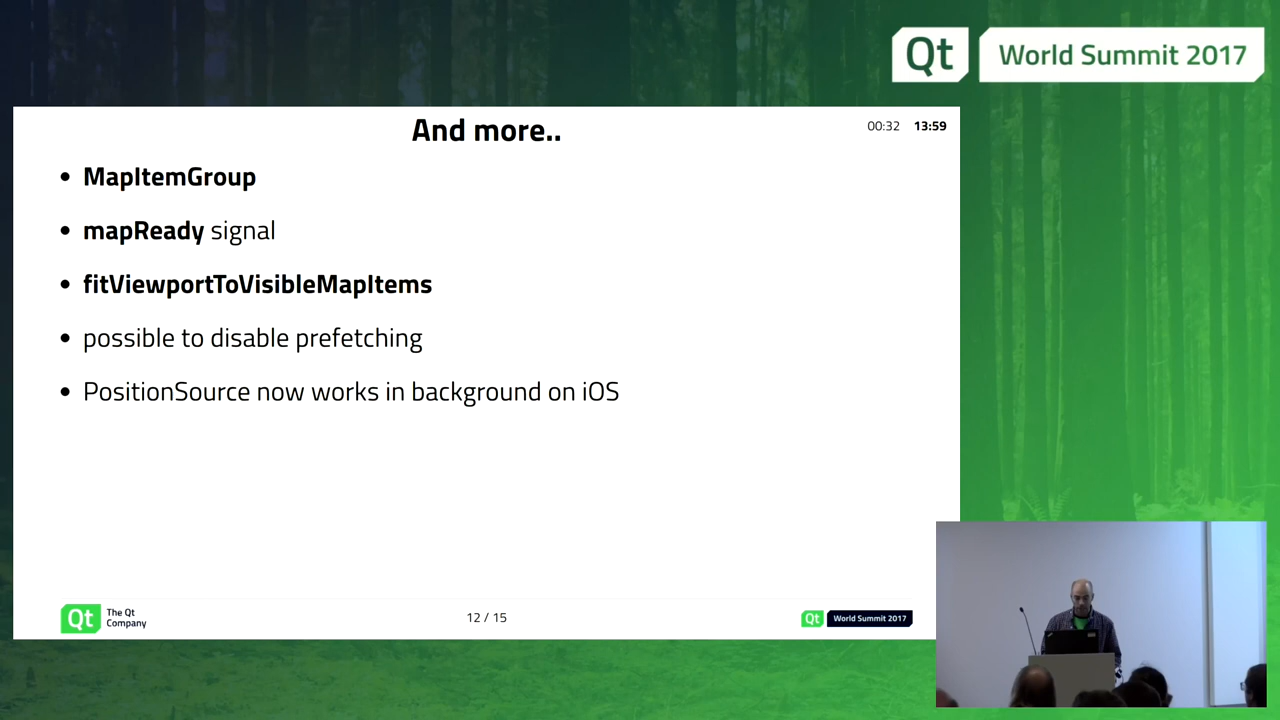 Qt World Summit 2017
And more..
00:32 13:59
• MapItemGroup
• mapReady signal
• fitViewportToVisibleMapItems
• possible to disable prefetching
• PositionSource now works in background on iOS
Qt The Qt
Company
12 / 15
Qt World Summit 2017